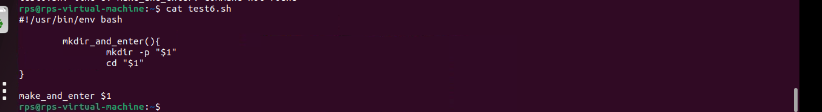 rps@rps-virtual-machine:~$ cat test6.sh
#!/usr/bin/env bash
mkdir_and_enter(){
mkdir -p "$1"
cd "$1"
}
make_and_enter $1
rps@rps-virtual-machine:~$